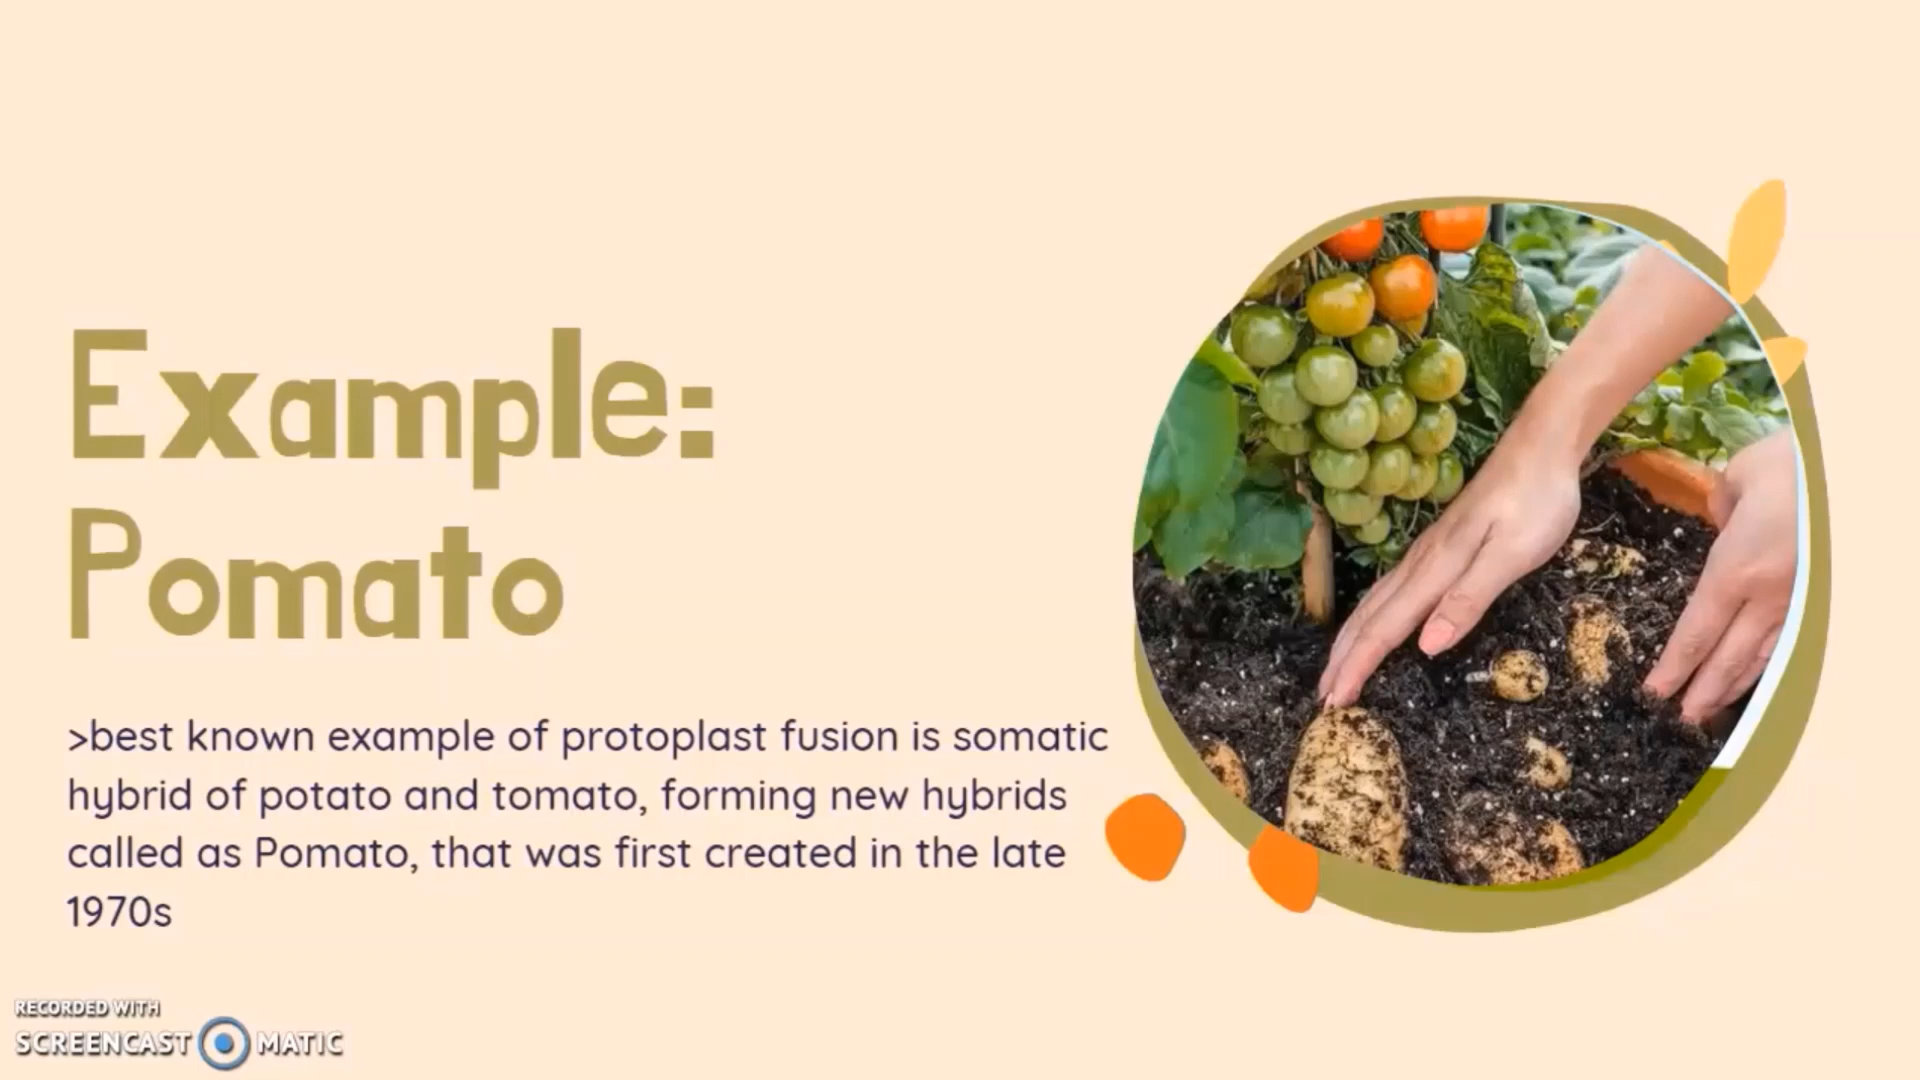 Example:
Pomato
>best known example of protoplast fusion is somatic
hybrid of potato and tomato, forming new hybrids
called as Pomato, that was first created in the late
1970s
RECORDED WITH
SCREENCAST MATIC